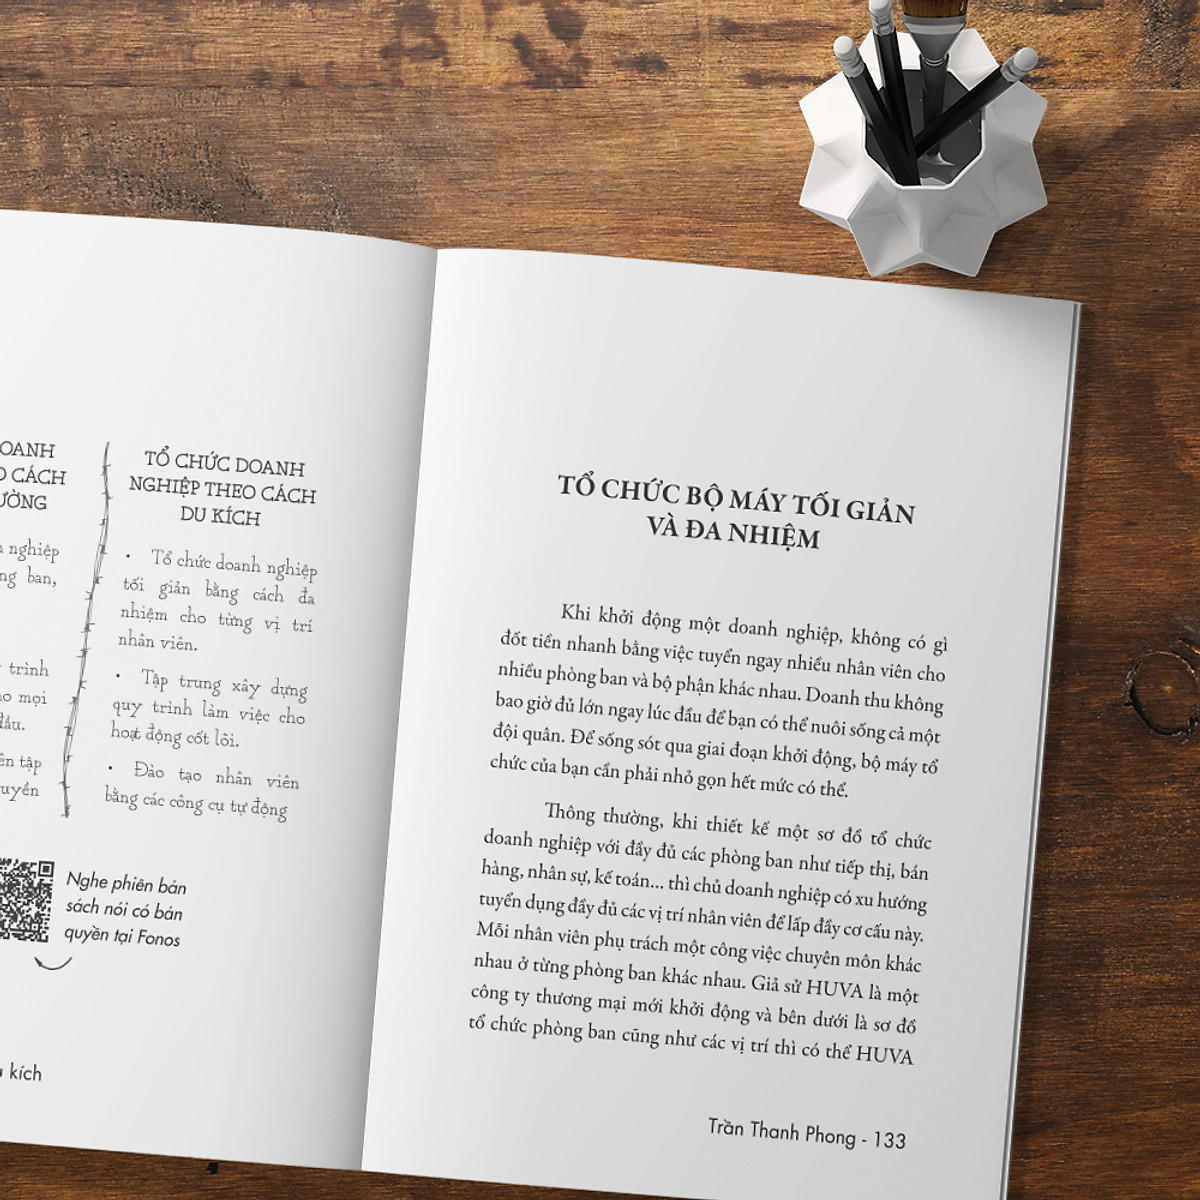 OANH
O CÁCH
ƯỜNG
nghiệp
ng ban,
trình
ho mọi
đầu.
ên tập
uyền
TỔ CHỨC DOANH
NGHIỆP THEO CÁCH
DU KÍCH
• Tổ chức doanh nghiệp
tối giản bằng cách đa
nhiệm cho từng vị trí
nhân viên.
• Tập trung xây dựng
quy trình làm việc cho
hoạt động cốt lõi.
• Đào tạo nhân viên
bằng các công cụ tự động
Nghe phiên bản
sách nói có bản
quyền tại Fonos
kích
TỔ CHỨC BỘ MÁY TỐI GIẢN
VÀ ĐA NHIỆM
Khi khởi động một doanh nghiệp, không có gì
đốt tiền nhanh bằng việc tuyển ngay nhiều nhân viên cho
nhiều phòng ban và bộ phận khác nhau. Doanh thu không
bao giờ đủ lớn ngay lúc đầu để bạn có thể nuôi sống cả một
đội quân. Để sống sót qua giai đoạn khởi động, bộ máy tổ
chức của bạn cần phải nhỏ gọn hết mức có thể.
Thông thường, khi thiết kế một sơ đồ tổ chức
doanh nghiệp với đầy đủ các phòng ban như tiếp thị, bán
hàng, nhân sự, kế toán... thì chủ doanh nghiệp có xu hướng
tuyển dụng đầy đủ các vị trí nhân viên để lấp đầy cơ cấu này.
Mỗi nhân viên phụ trách một công việc chuyên môn khác
nhau ở từng phòng ban khác nhau. Giả sử HUVA là một
công ty thương mại mới khởi động và bên dưới là sơ đồ
tổ chức phòng ban cũng như các vị trí thì có thể HUVA
Trần Thanh Phong - 133